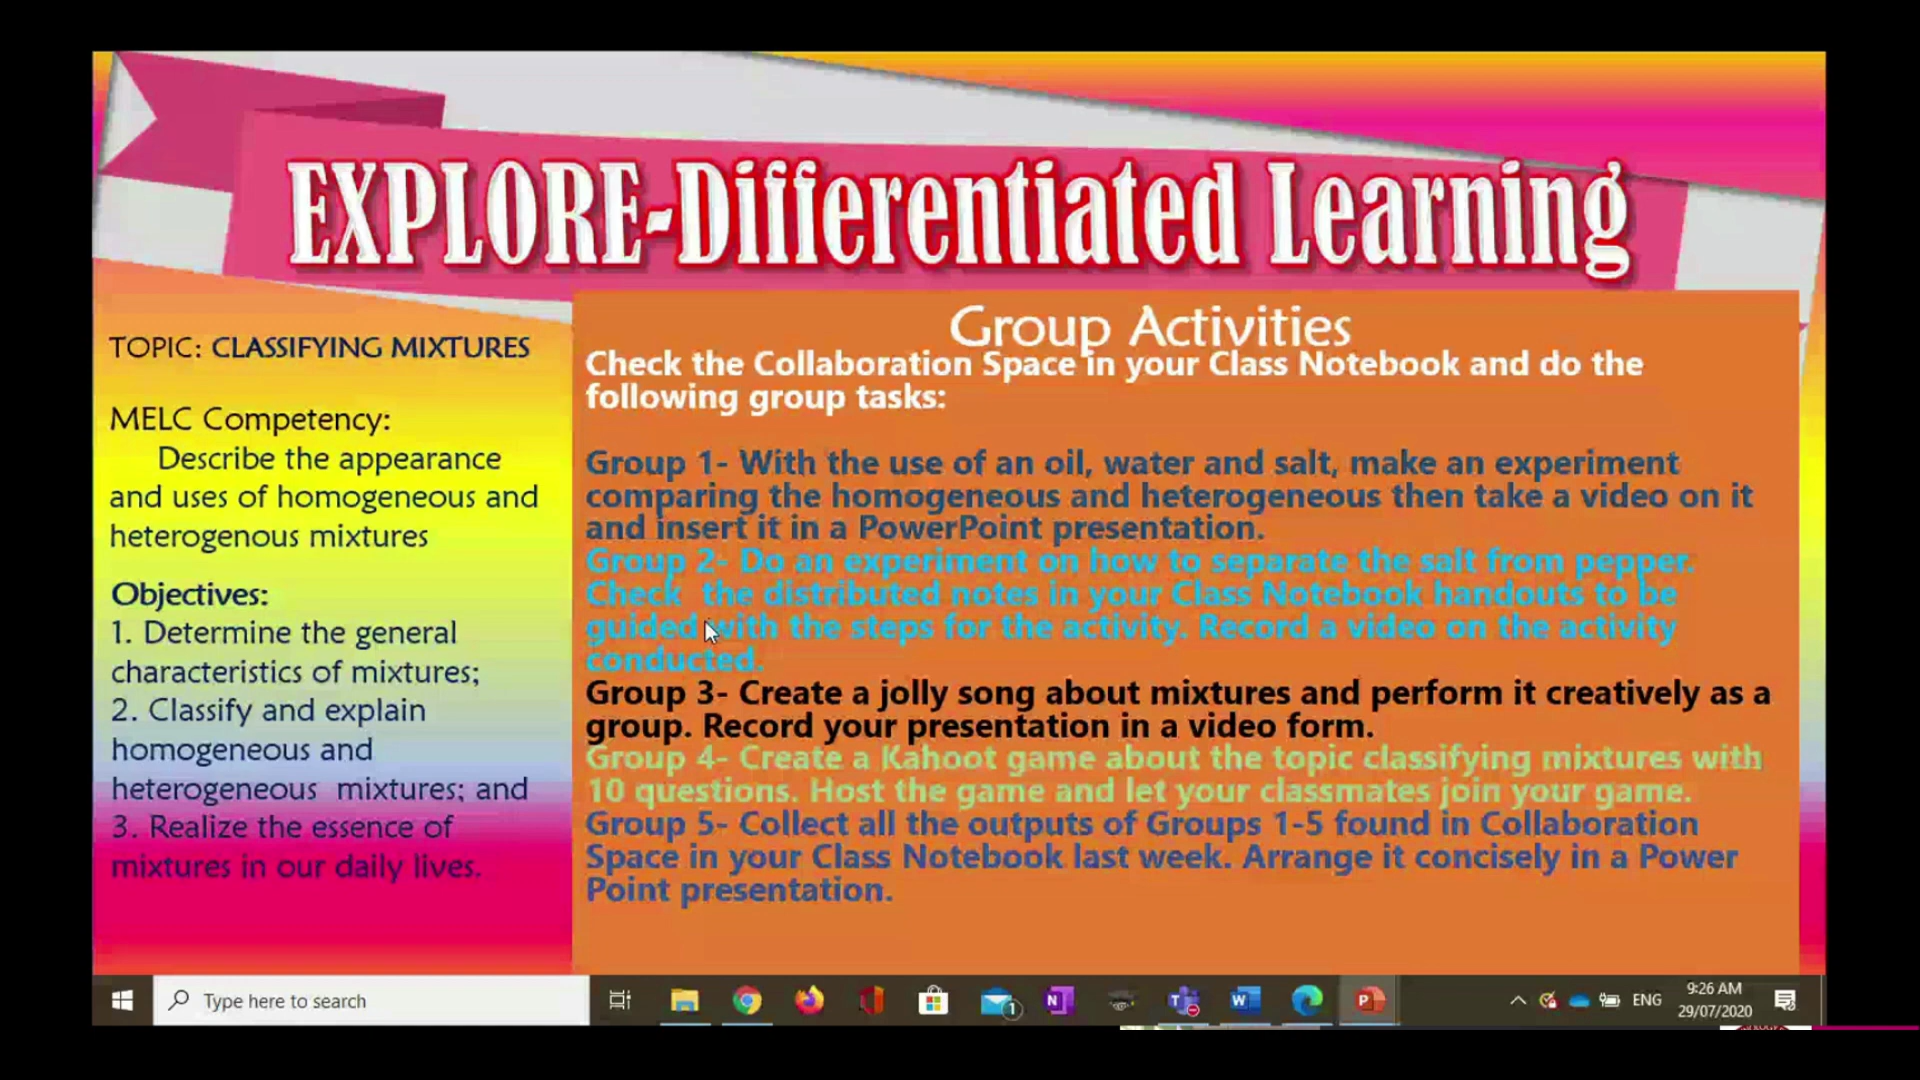 EXPLORE-Differentiated Learning
TOPIC: CLASSIFYING MIXTURES
MELC Competency:
Describe the appearance
and uses of homogeneous and
heterogenous mixtures
Objectives:
1. Determine the general
characteristics of mixtures;
2. Classify and explain
homogeneous and
heterogeneous mixtures; and
3. Realize the essence of
mixtures in our daily lives.
Group Activities
Check the Collaboration Space in your Class Notebook and do the
following group tasks:
Group 1- With the use of an oil, water and salt, make an experiment
comparing the homogeneous and heterogeneous then take a video on it
and insert it in a PowerPoint presentation.
Group 2- Do an experiment on how to separate the salt from pepper.
Check the distributed notes in your Class Notebook handouts to be
guided with the steps for the activity. Record a video on the activity
conducted.
Group 3- Create a jolly song about mixtures and perform it creatively as a
group. Record your presentation in a video form.
Group 4- Create a Kahoot game about the topic classifying mixtures with
10 questions. Host the game and let your classmates join your game.
Group 5- Collect all the outputs of Groups 1-5 found in Collaboration
Space in your Class Notebook last week. Arrange it concisely in a Power
Point presentation.
Type here to search
1
N
T
W
P
ENG
9:26 AM
29/07/2020